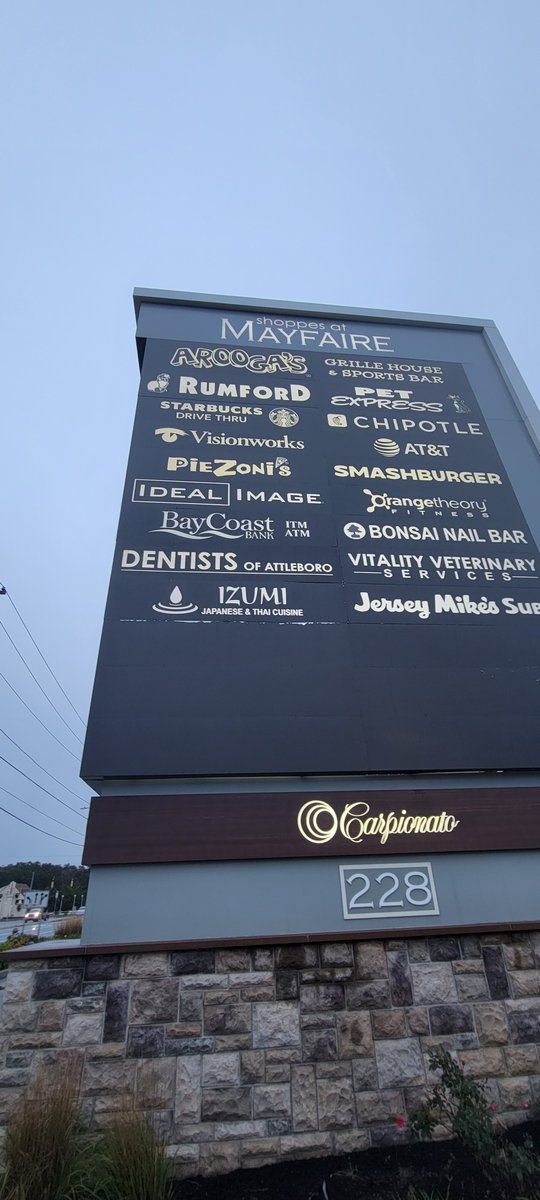 shoppes at
MAYFAIRE
AROOGA'S GRILLE HOUSE
& SPORTS BAR
RUMFORD
PET
EXPRESS
STARBUCKS
DRIVE THRU
CHIPOTLE
Visionworks
AT&T
PIEZONI'S
SMASHBURGER
IDEAL IMAGE
Orangetheory
FITNESS
BayCoast
BANK
ITM
ATM
BONSAI NAIL BAR
DENTISTS OF ATTLEBORO
VITALITY VETERINARY
SERVICES
IZUMI
JAPANESE & THAI CUISINE
Jersey Mike's SUB
Carpionato
228